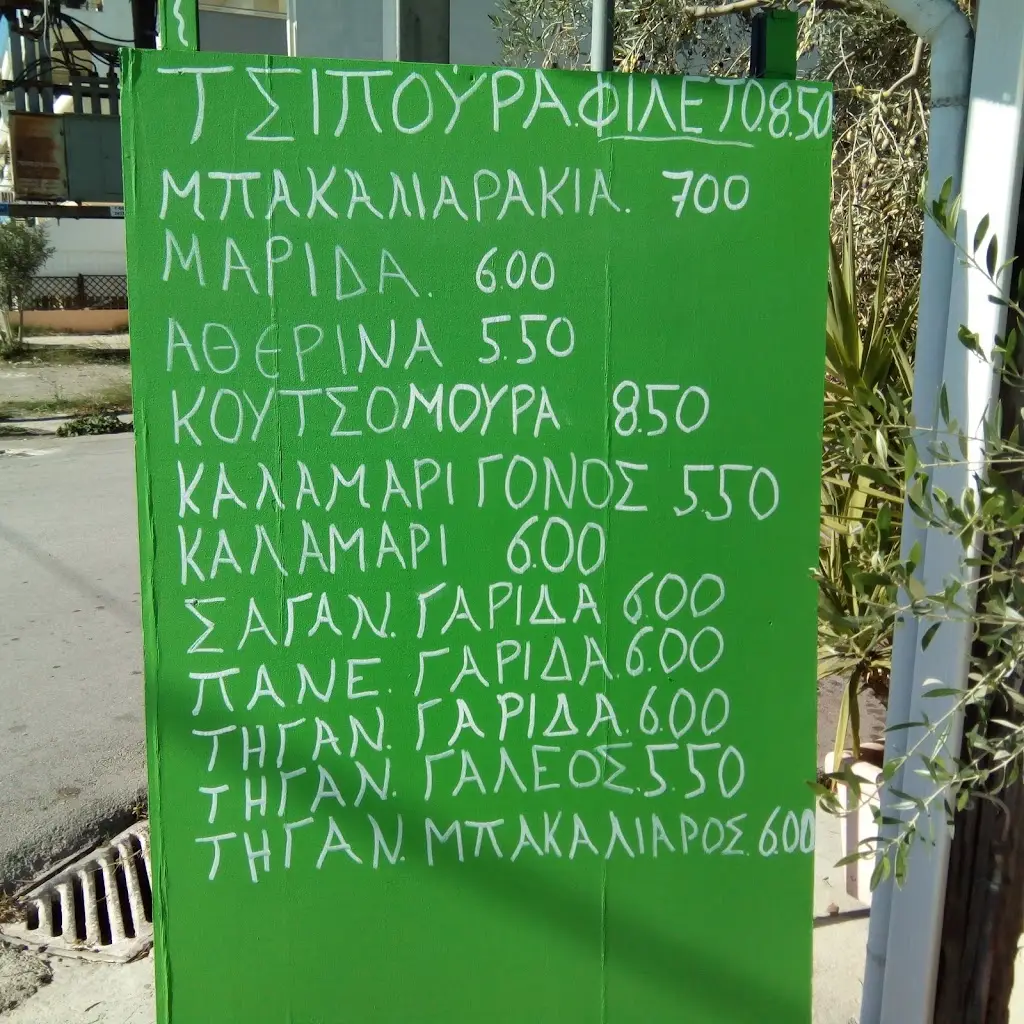 ΤΣΙΠΟΥΡΑ.ΦΙΛΕΤΟ.8.50
ΜΠΑΚΑΛΙΑΡΑΚΙΑ. 700
ΜΑΡΙΔΑ. 6.00
ΑΘΕΡΙΝΑ 5.50
ΚΟΥΤΣΟΜΟΥΡΑ 8.50
ΚΑΛΑΜΑΡΙ ΓΟΝΟΣ 5.50
ΚΑΛΑΜΑΡΙ 6.00
ΣΑΓΑΝ. ΓΑΡΙΔΑ 6.00
ΠΑΝΕ. ΓΑΡΙΔΑ. 6.00
ΤΗΓΑΝ. ΓΑΡΙΔΑ. 6.00
ΤΗΓΑΝ. ΓΑΛΕΟΣ. 5.50
ΤΗΓΑΝ. ΜΠΑΚΑΛΙΑΡΟΣ. 6.00